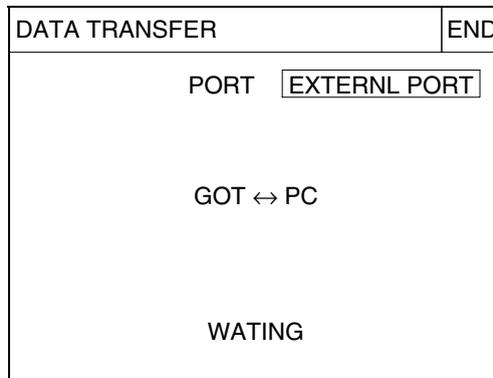 DATA TRANSFER END
PORT EXTERNL PORT
GOT ↔ PC
WATING